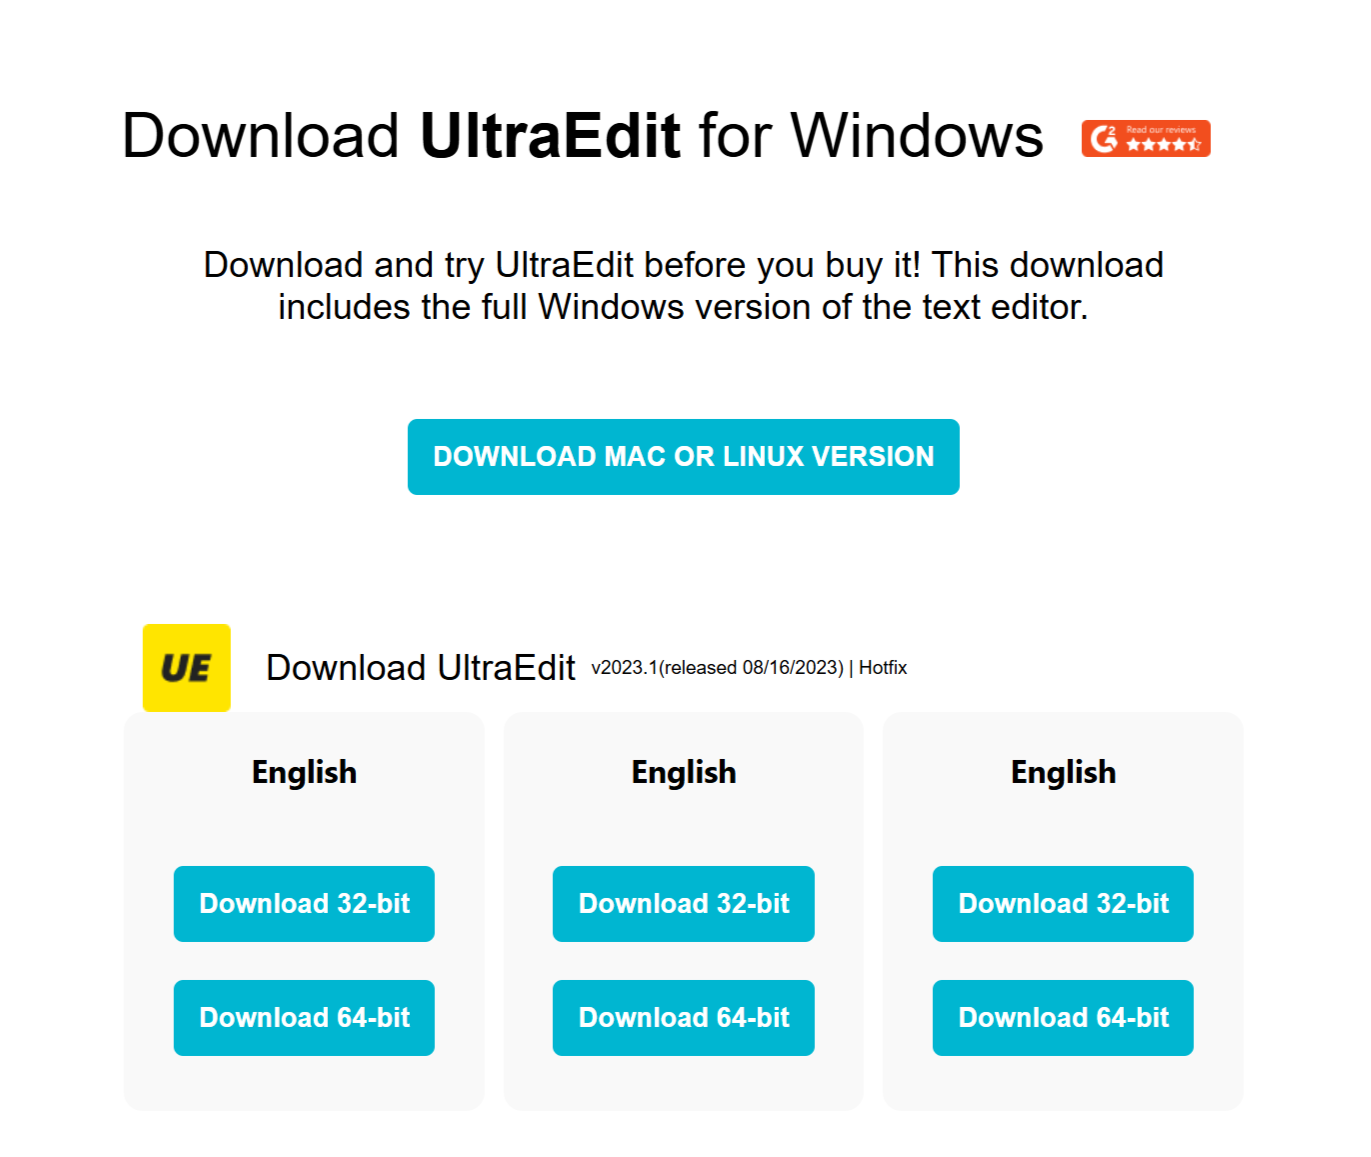 Download UltraEdit for Windows
G2 Read our reviews
Download and try UltraEdit before you buy it! This download
includes the full Windows version of the text editor.
DOWNLOAD MAC OR LINUX VERSION
UE
Download UltraEdit v2023.1(released 08/16/2023) | Hotfix
English
Download 32-bit
Download 64-bit
English
Download 32-bit
Download 64-bit
English
Download 32-bit
Download 64-bit